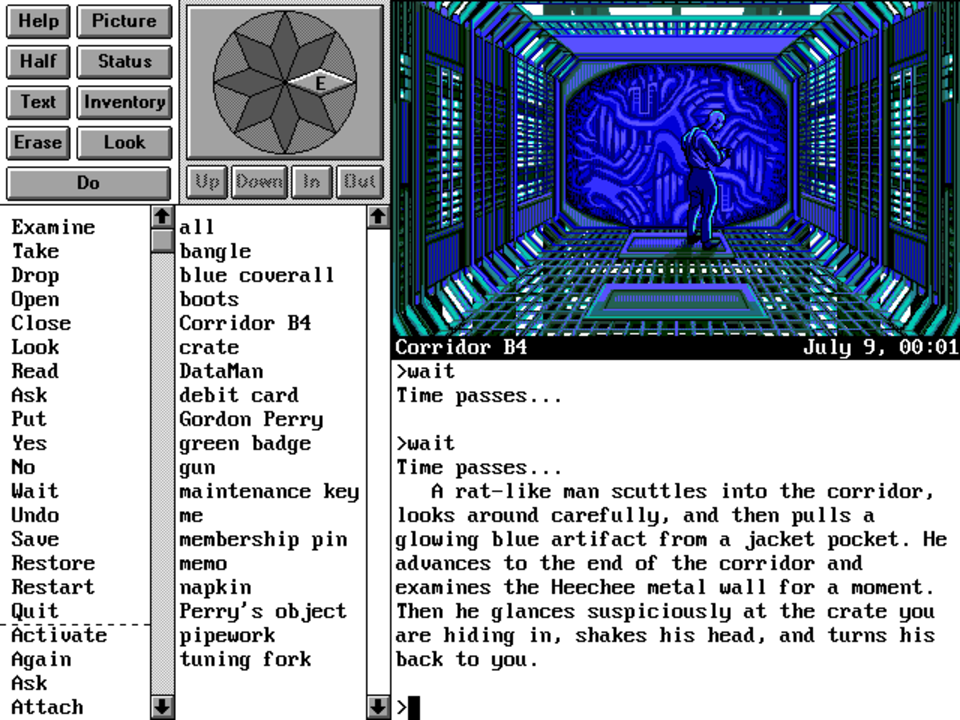 Help Picture
Half Status
Text Inventory
Erase Look
Do
E
Up Down In Out
Examine
Take
Drop
Open
Close
Look
Read
Ask
Put
Yes
No
Wait
Undo
Save
Restore
Restart
Quit
Activate
Again
Ask
Attach
all
bangle
blue coverall
boots
Corridor B4
crate
DataMan
debit card
Gordon Perry
green badge
gun
maintenance key
me
membership pin
memo
napkin
Perry's object
pipework
tuning fork
Corridor B4 July 9, 00:01
>wait
Time passes...
>wait
Time passes...
A rat-like man scuttles into the corridor,
looks around carefully, and then pulls a
glowing blue artifact from a jacket pocket. He
advances to the end of the corridor and
examines the Heechee metal wall for a moment.
Then he glances suspiciously at the crate you
are hiding in, shakes his head, and turns his
back to you.
>